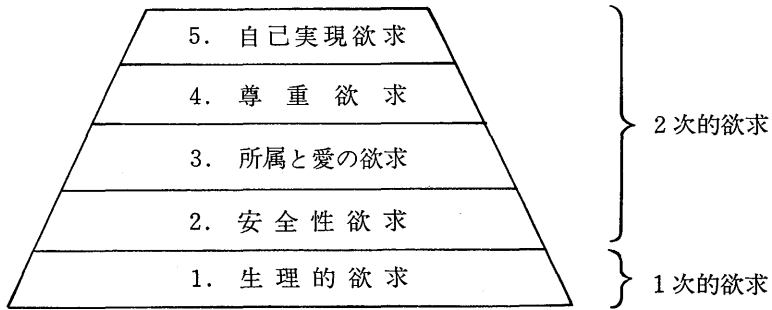 5. 自己実現欲求
4. 尊重欲求
2次的欲求
3. 所属と愛の欲求
2. 安全性欲求
1. 生理的欲求
1次的欲求